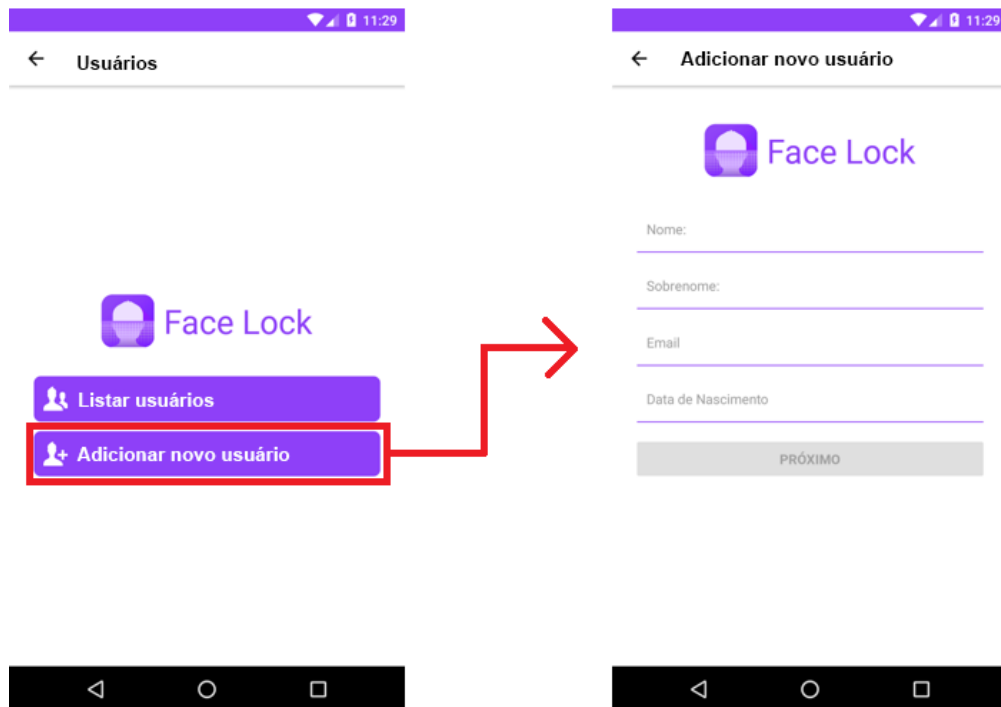 11:29
Usuários
Face Lock
Listar usuários
Adicionar novo usuário
11:29
Adicionar novo usuário
Face Lock
Nome:
Sobrenome:
Email
Data de Nascimento
PRÓXIMO